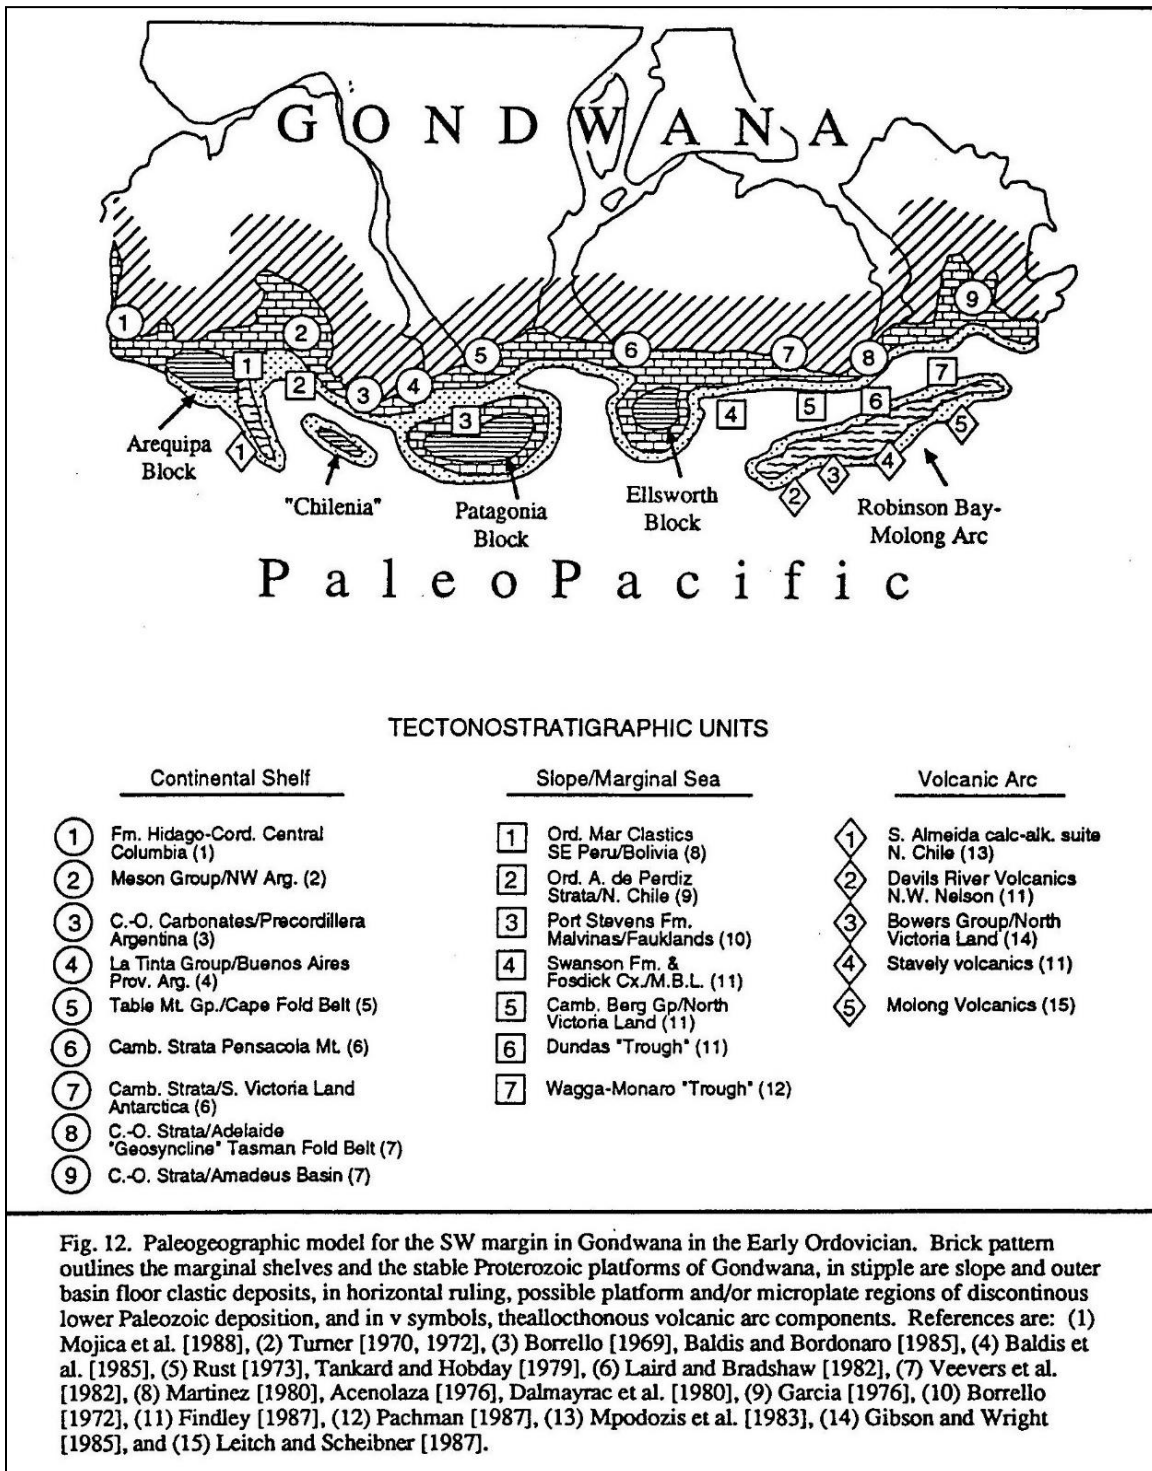 GONDWANA
1
2
3
4
5
6
7
8
9
1
2
3
4
5
6
7
1
2
3
4
5
Arequipa
Block
"Chilenia"
Patagonia
Block
Ellsworth
Block
Robinson Bay-
Molong Arc
PaleoPacific
TECTONOSTRATIGRAPHIC UNITS
Continental Shelf
1 Fm. Hidago-Cord. Central
Columbia (1)
2 Meson Group/NW Arg. (2)
3 C.-O. Carbonates/Precordillera
Argentina (3)
4 La Tinta Group/Buenos Aires
Prov. Arg. (4)
5 Table Mt. Gp./Cape Fold Belt (5)
6 Camb. Strata Pensacola Mt. (6)
7 Camb. Strata/S. Victoria Land
Antarctica (6)
8 C.-O. Strata/Adelaide
"Geosyncline" Tasman Fold Belt (7)
9 C.-O. Strata/Amadeus Basin (7)
Slope/Marginal Sea
1 Ord. Mar Clastics
SE Peru/Bolivia (8)
2 Ord. A. de Perdiz
Strata/N. Chile (9)
3 Port Stevens Fm.
Malvinas/Fauklands (10)
4 Swanson Fm. &
Fosdick Cx./M.B.L. (11)
5 Camb. Berg Gp/North
Victoria Land (11)
6 Dundas "Trough" (11)
7 Wagga-Monaro "Trough" (12)
Volcanic Arc
1 S. Almeida calc-alk. suite
N. Chile (13)
2 Devils River Volcanics
N.W. Nelson (11)
3 Bowers Group/North
Victoria Land (14)
4 Stavely volcanics (11)
5 Molong Volcanics (15)
Fig. 12. Paleogeographic model for the SW margin in Gondwana in the Early Ordovician. Brick pattern
outlines the marginal shelves and the stable Proterozoic platforms of Gondwana, in stipple are slope and outer
basin floor clastic deposits, in horizontal ruling, possible platform and/or microplate regions of discontinous
lower Paleozoic deposition, and in v symbols, theallocthonous volcanic arc components. References are: (1)
Mojica et al. [1988], (2) Turner [1970, 1972], (3) Borrello [1969], Baldis and Bordonaro [1985], (4) Baldis et
al. [1985], (5) Rust [1973], Tankard and Hobday [1979], (6) Laird and Bradshaw [1982], (7) Veevers et al.
[1982], (8) Martinez [1980], Acenolaza [1976], Dalmayrac et al. [1980], (9) Garcia [1976], (10) Borrello
[1972], (11) Findley [1987], (12) Pachman [1987], (13) Mpodozis et al. [1983], (14) Gibson and Wright
[1985], and (15) Leitch and Scheibner [1987].